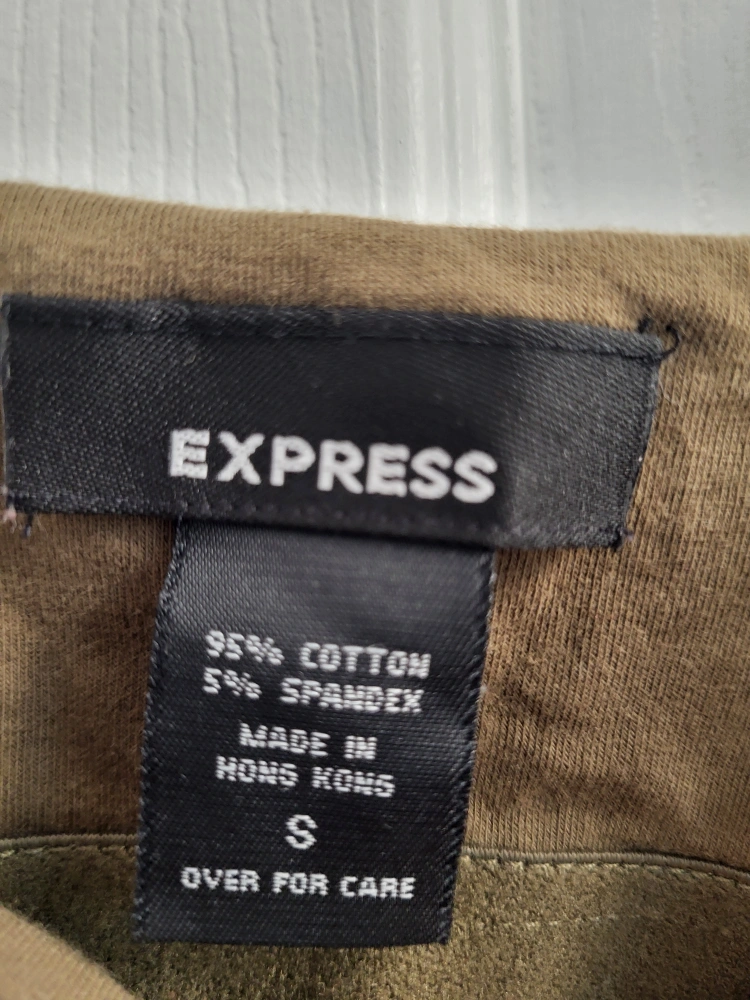 EXPRESS
95% COTTON
5% SPANDEX
MADE IN
HONG KONG
S
OVER FOR CARE